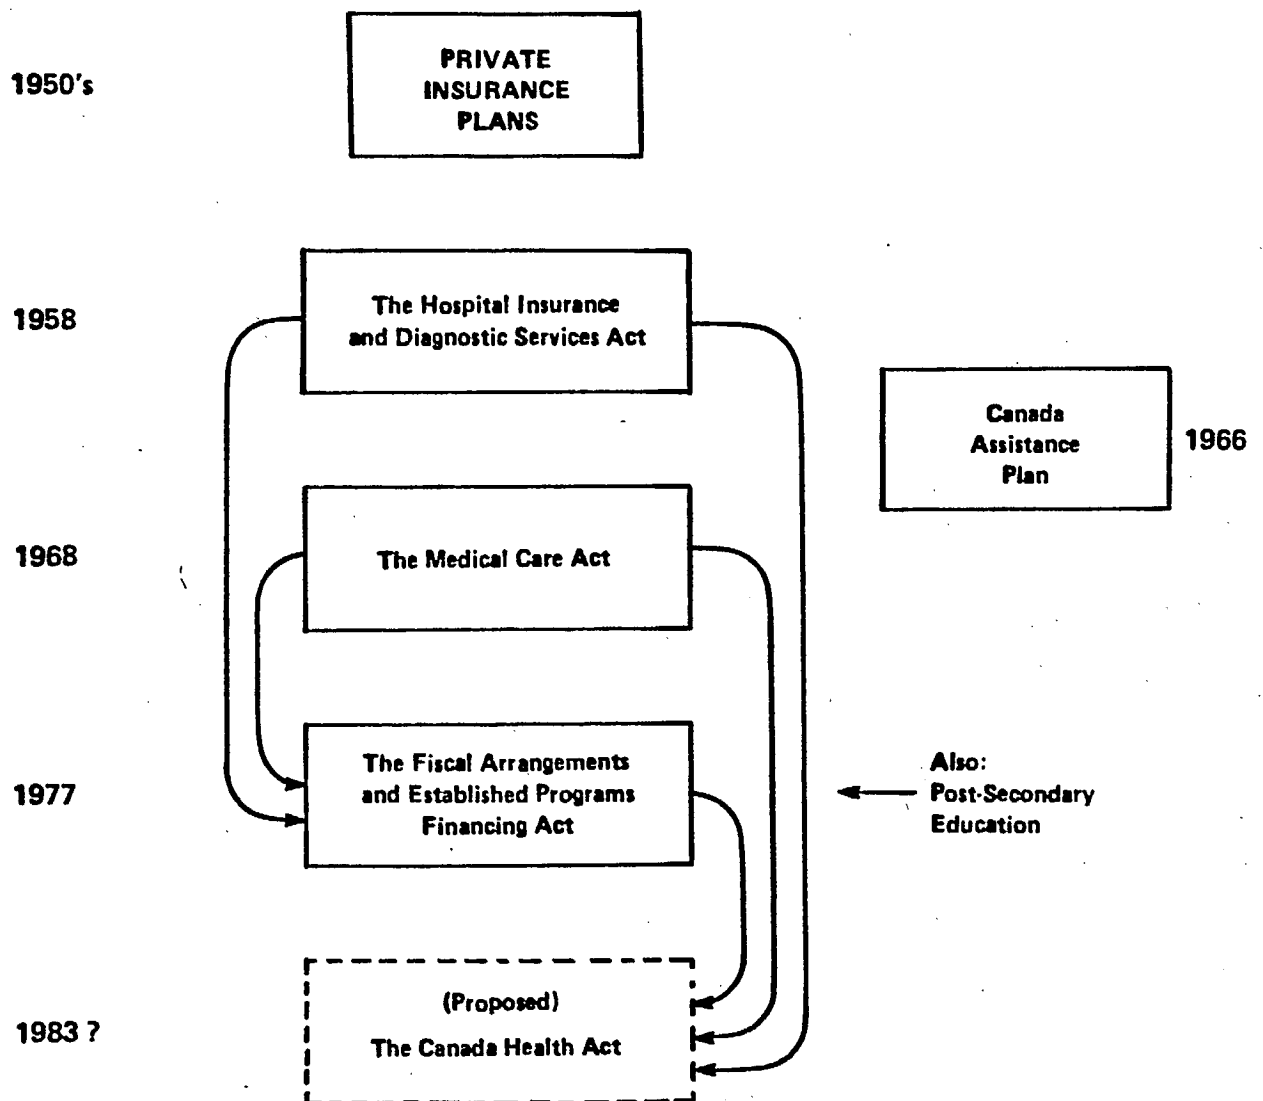 1950's
PRIVATE
INSURANCE
PLANS
1958
The Hospital Insurance
and Diagnostic Services Act
Canada
Assistance
Plan
1966
1968
The Medical Care Act
1977
The Fiscal Arrangements
and Established Programs
Financing Act
Also:
Post-Secondary
Education
1983 ?
(Proposed)
The Canada Health Act